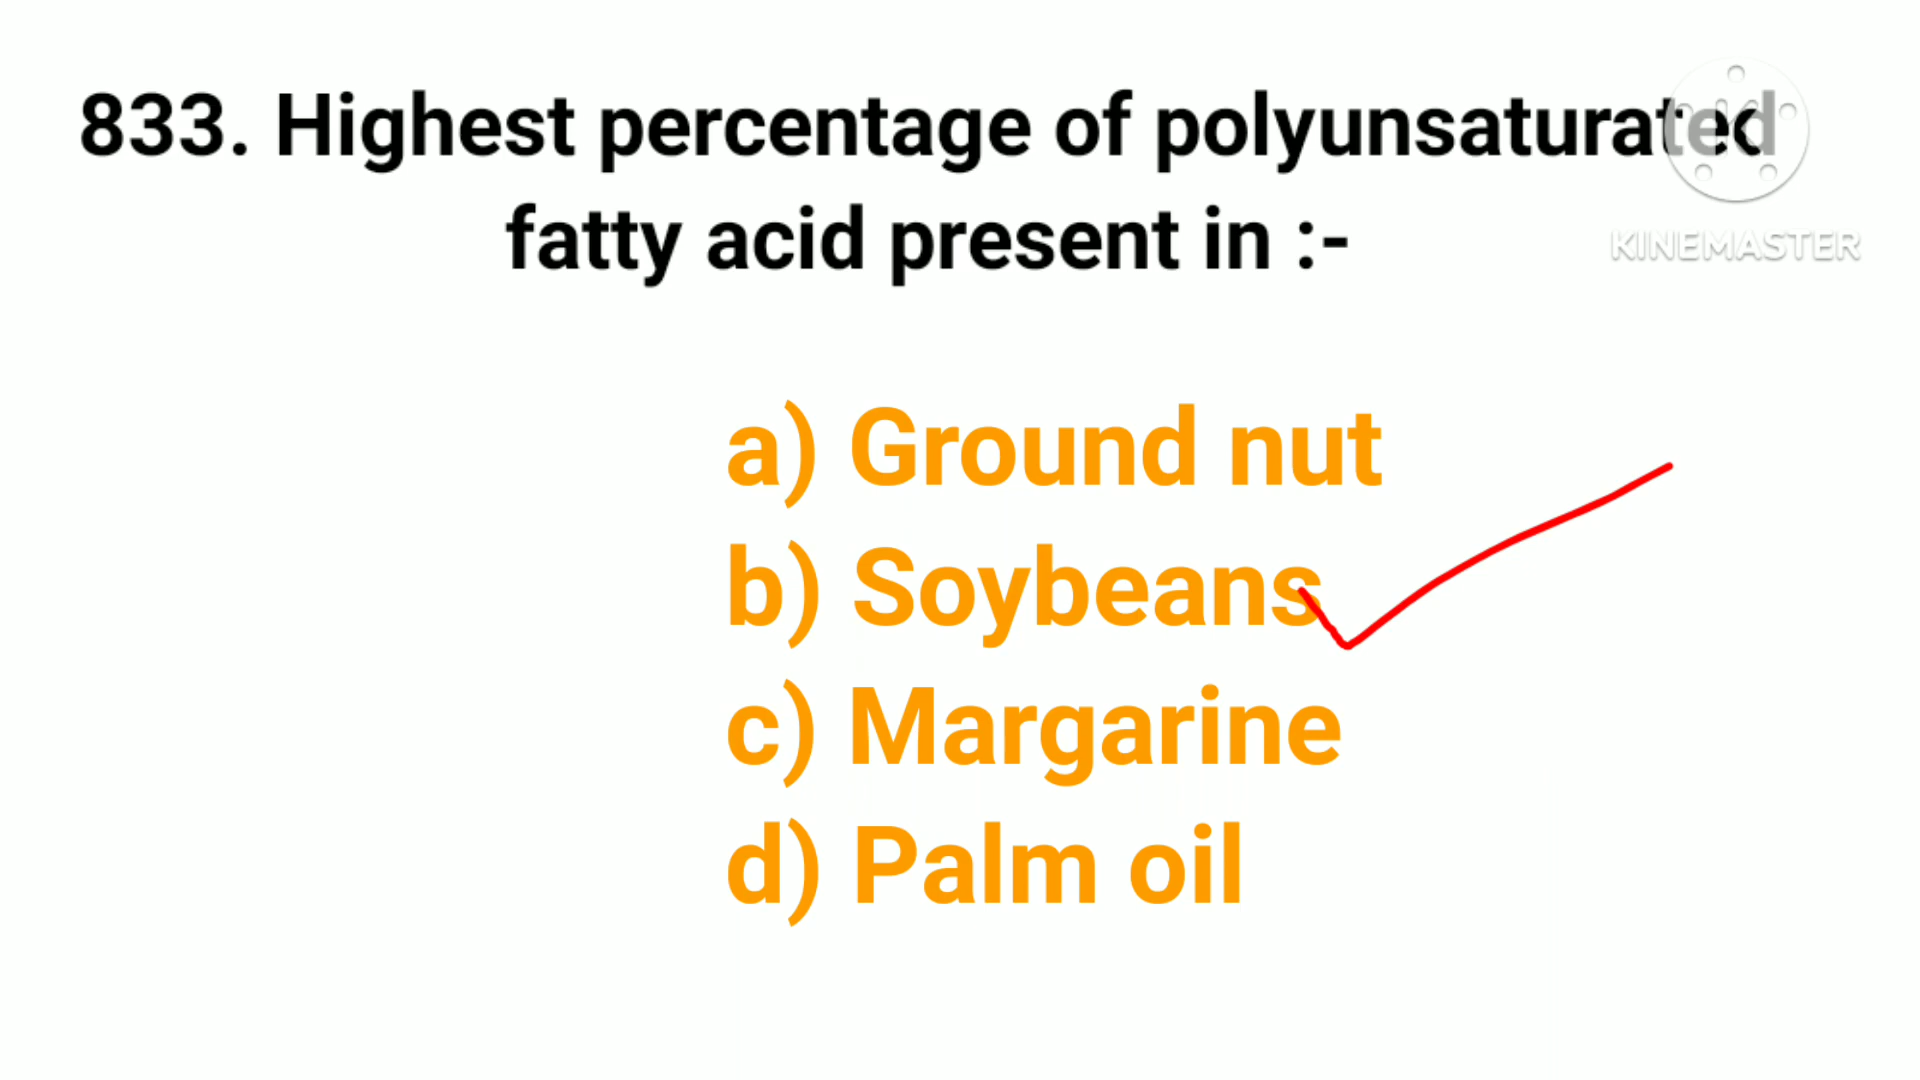 833. Highest percentage of polyunsaturated
fatty acid present in :-
KINEMASTER
a) Ground nut
b) Soybeans
c) Margarine
d) Palm oil